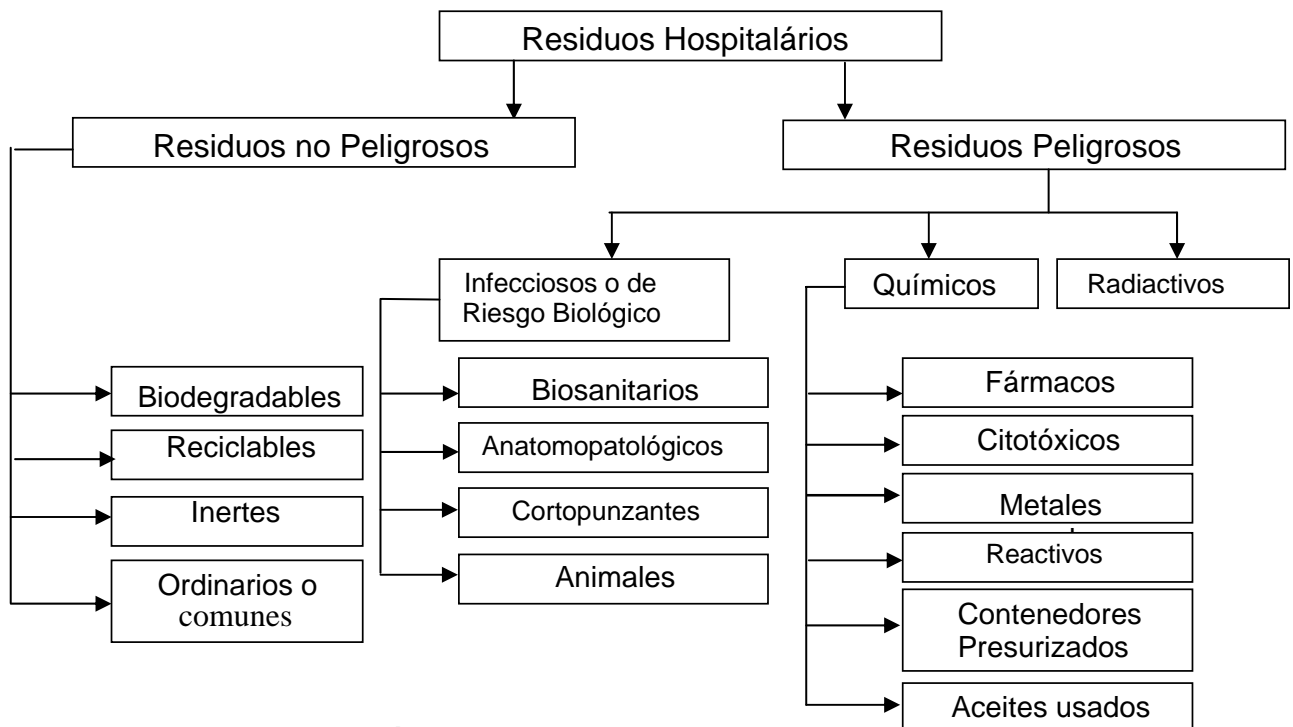 Residuos Hospitalários
Residuos no Peligrosos
Residuos Peligrosos
Infecciosos o de
Riesgo Biológico
Químicos
Radiactivos
Biodegradables
Reciclables
Inertes
Ordinarios o
comunes
Biosanitarios
Anatomopatológicos
Cortopunzantes
Animales
Fármacos
Citotóxicos
Metales
Reactivos
Contenedores
Presurizados
Aceites usados